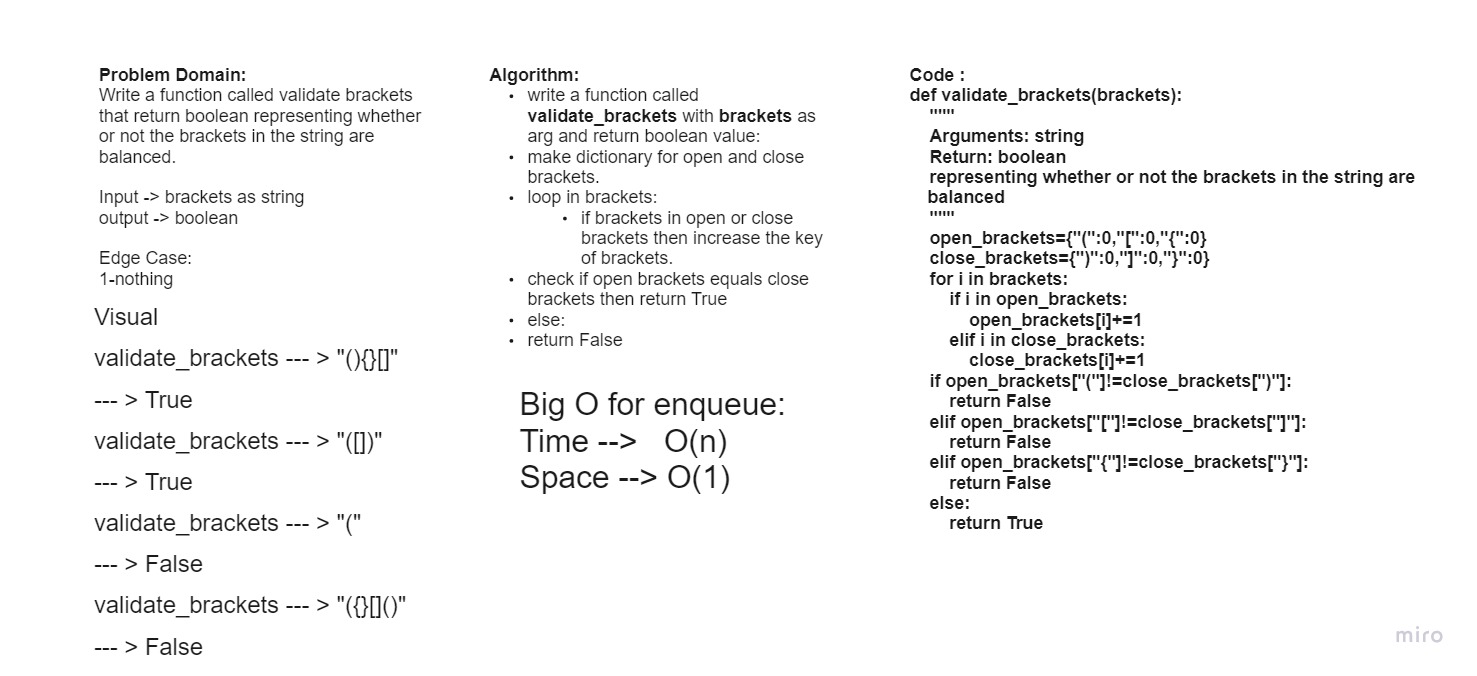 Problem Domain:
Write a function called validate brackets
that return boolean representing whether
or not the brackets in the string are
balanced.
Input -> brackets as string
output -> boolean
Edge Case:
1-nothing
Visual
validate_brackets --- > "(){}[]"
--- > True
validate_brackets --- > "([])"
--- > True
validate_brackets --- > "("
--- > False
validate_brackets --- > "({}[]()"
--- > False
Algorithm:
• write a function called
validate_brackets with brackets as
arg and return boolean value:
• make dictionary for open and close
brackets.
• loop in brackets:
• if brackets in open or close
brackets then increase the key
of brackets.
• check if open brackets equals close
brackets then return True
• else:
• return False
Big O for enqueue:
Time --> O(n)
Space --> O(1)
Code :
def validate_brackets(brackets):
"""
Arguments: string
Return: boolean
representing whether or not the brackets in the string are
balanced
"""
open_brackets={"(":0,"[":0,"{":0}
close_brackets={")":0,"]":0,"}":0}
for i in brackets:
if i in open_brackets:
open_brackets[i]+=1
elif i in close_brackets:
close_brackets[i]+=1
if open_brackets["("]!=close_brackets[")"]:
return False
elif open_brackets["["]!=close_brackets["]"]:
return False
elif open_brackets["{"]!=close_brackets["}"]:
return False
else:
return True
miro